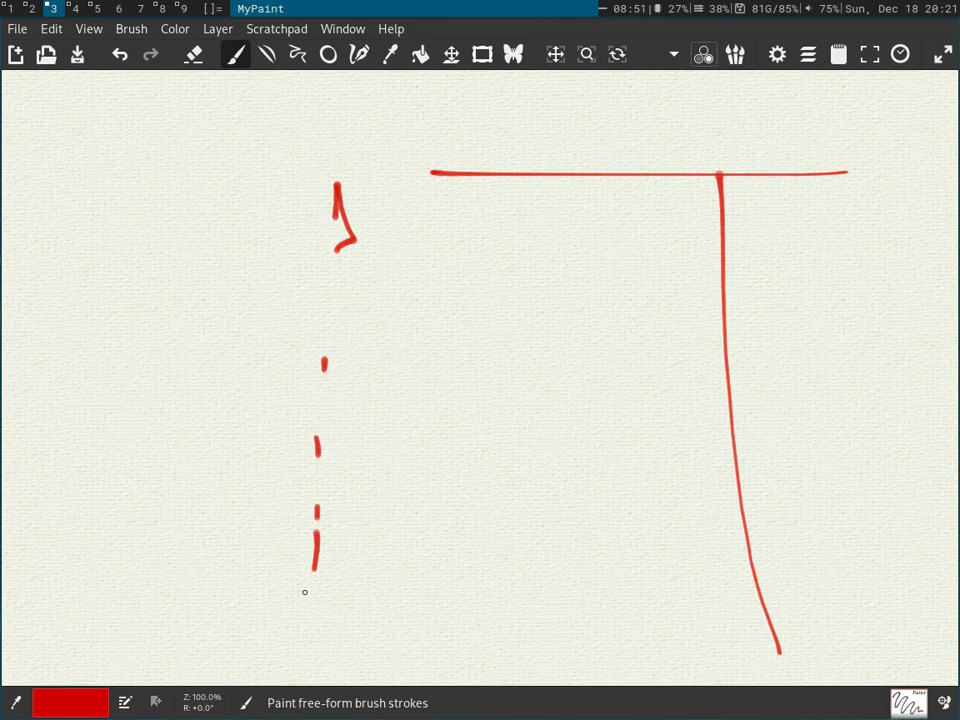 1 2 3 4 5 6 7 8 9 []= MyPaint 08:51 27% 38% 81G/85% 75% Sun, Dec 18 20:21
File Edit View Brush Color Layer Scratchpad Window Help
Z: 100.0%
R: +0.0°
Paint free-form brush strokes
Paint